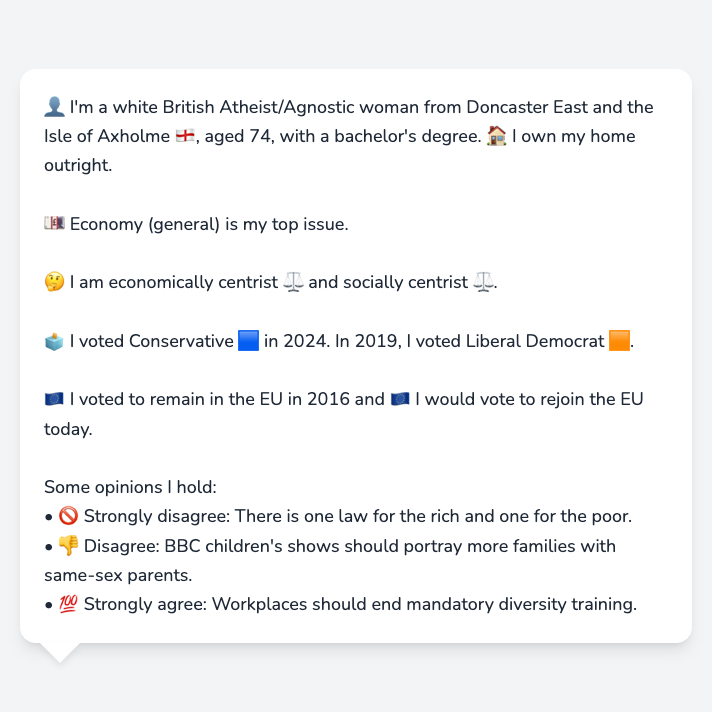 👤 I'm a white British Atheist/Agnostic woman from Doncaster East and the
Isle of Axholme 🏴󠁧󠁢󠁥󠁮󠁧󠁿, aged 74, with a bachelor's degree. 🏠 I own my home
outright.
💷 Economy (general) is my top issue.
🤔 I am economically centrist ⚖️ and socially centrist ⚖️.
🗳️ I voted Conservative 🟦 in 2024. In 2019, I voted Liberal Democrat 🟧.
🇪🇺 I voted to remain in the EU in 2016 and 🇪🇺 I would vote to rejoin the EU
today.
Some opinions I hold:
• 🚫 Strongly disagree: There is one law for the rich and one for the poor.
• 👎 Disagree: BBC children's shows should portray more families with
same-sex parents.
• 💯 Strongly agree: Workplaces should end mandatory diversity training.